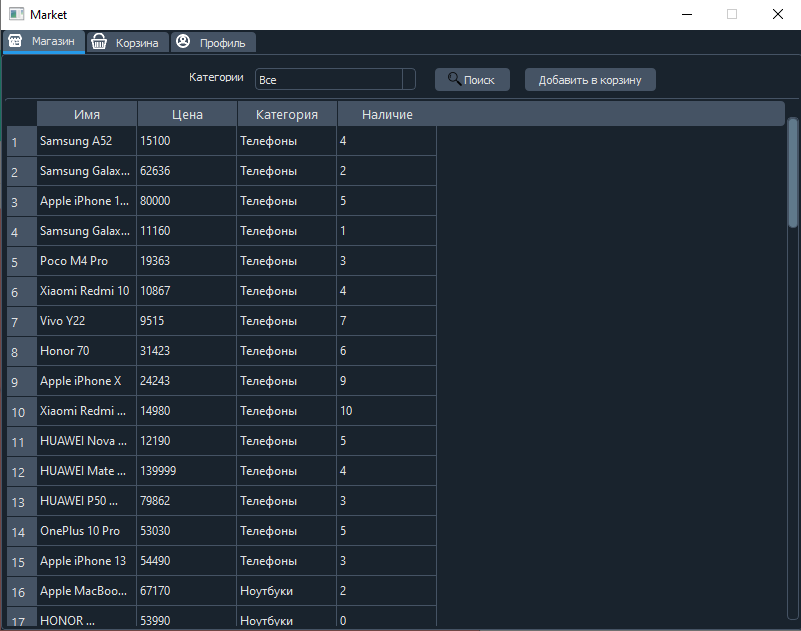 Market
Магазин Корзина Профиль
Категории Все Поиск Добавить в корзину
Имя Цена Категория Наличие
1 Samsung A52 15100 Телефоны 4
2 Samsung Galax... 62636 Телефоны 2
3 Apple iPhone 1... 80000 Телефоны 5
4 Samsung Galax... 11160 Телефоны 1
5 Poco M4 Pro 19363 Телефоны 3
6 Xiaomi Redmi 10 10867 Телефоны 4
7 Vivo Y22 9515 Телефоны 7
8 Honor 70 31423 Телефоны 6
9 Apple iPhone X 24243 Телефоны 9
10 Xiaomi Redmi ... 14980 Телефоны 10
11 HUAWEI Nova ... 12190 Телефоны 5
12 HUAWEI Mate ... 139999 Телефоны 4
13 HUAWEI P50 ... 79862 Телефоны 3
14 OnePlus 10 Pro 53030 Телефоны 5
15 Apple iPhone 13 54490 Телефоны 3
16 Apple MacBoo... 67170 Ноутбуки 2
17 HONOR ... 53990 Ноутбуки 0